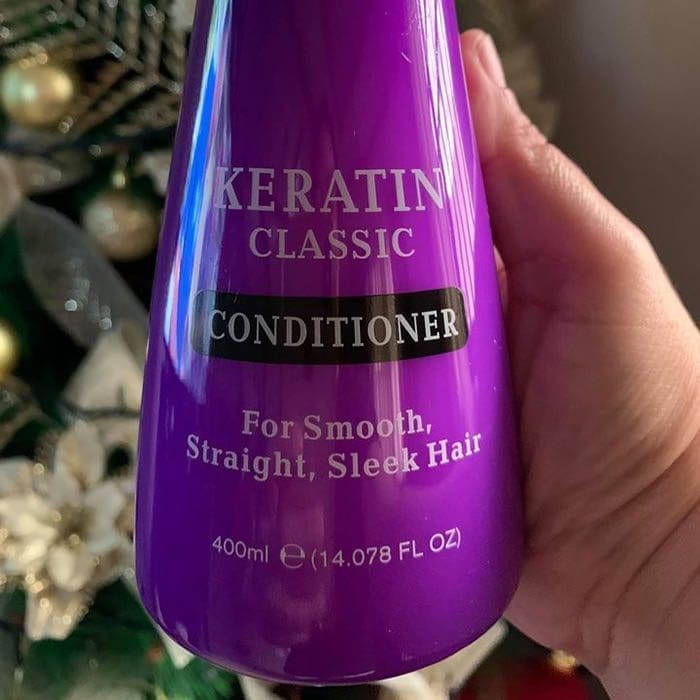 KERATIN
CLASSIC
CONDITIONER
For Smooth,
Straight, Sleek Hair
400ml ℮ (14.078 FL OZ)